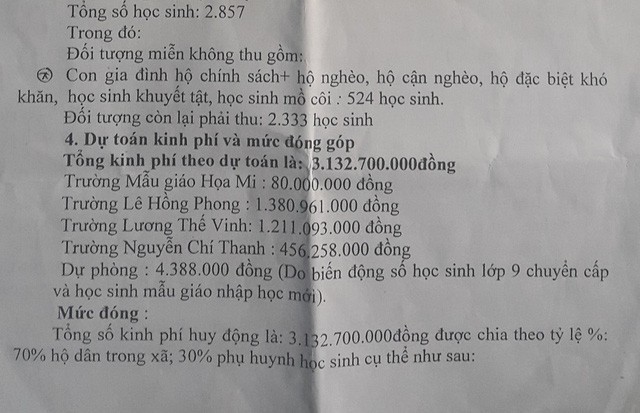 Tổng số học sinh: 2.857
Trong đó:
Đối tượng miễn không thu gồm:
Con gia đình hộ chính sách+ hộ nghèo, hộ cận nghèo, hộ đặc biệt khó
khăn, học sinh khuyết tật, học sinh mồ côi : 524 học sinh.
Đối tượng còn lại phải thu: 2.333 học sinh
4. Dự toán kinh phí và mức đóng góp
Tổng kinh phí theo dự toán là: 3.132.700.000đồng
Trường Mẫu giáo Họa Mi : 80.000.000 đồng
Trường Lê Hồng Phong : 1.380.961.000 đồng
Trường Lương Thế Vinh: 1.211.093.000 đồng
Trường Nguyễn Chí Thanh : 456.258.000 đồng
Dự phòng : 4.388.000 đồng (Do biến động số học sinh lớp 9 chuyển cấp
và học sinh mẫu giáo nhập học mới).
Mức đóng :
Tổng số kinh phí huy động là: 3.132.700.000đồng được chia theo tỷ lệ %:
70% hộ dân trong xã; 30% phụ huynh học sinh cụ thể như sau: